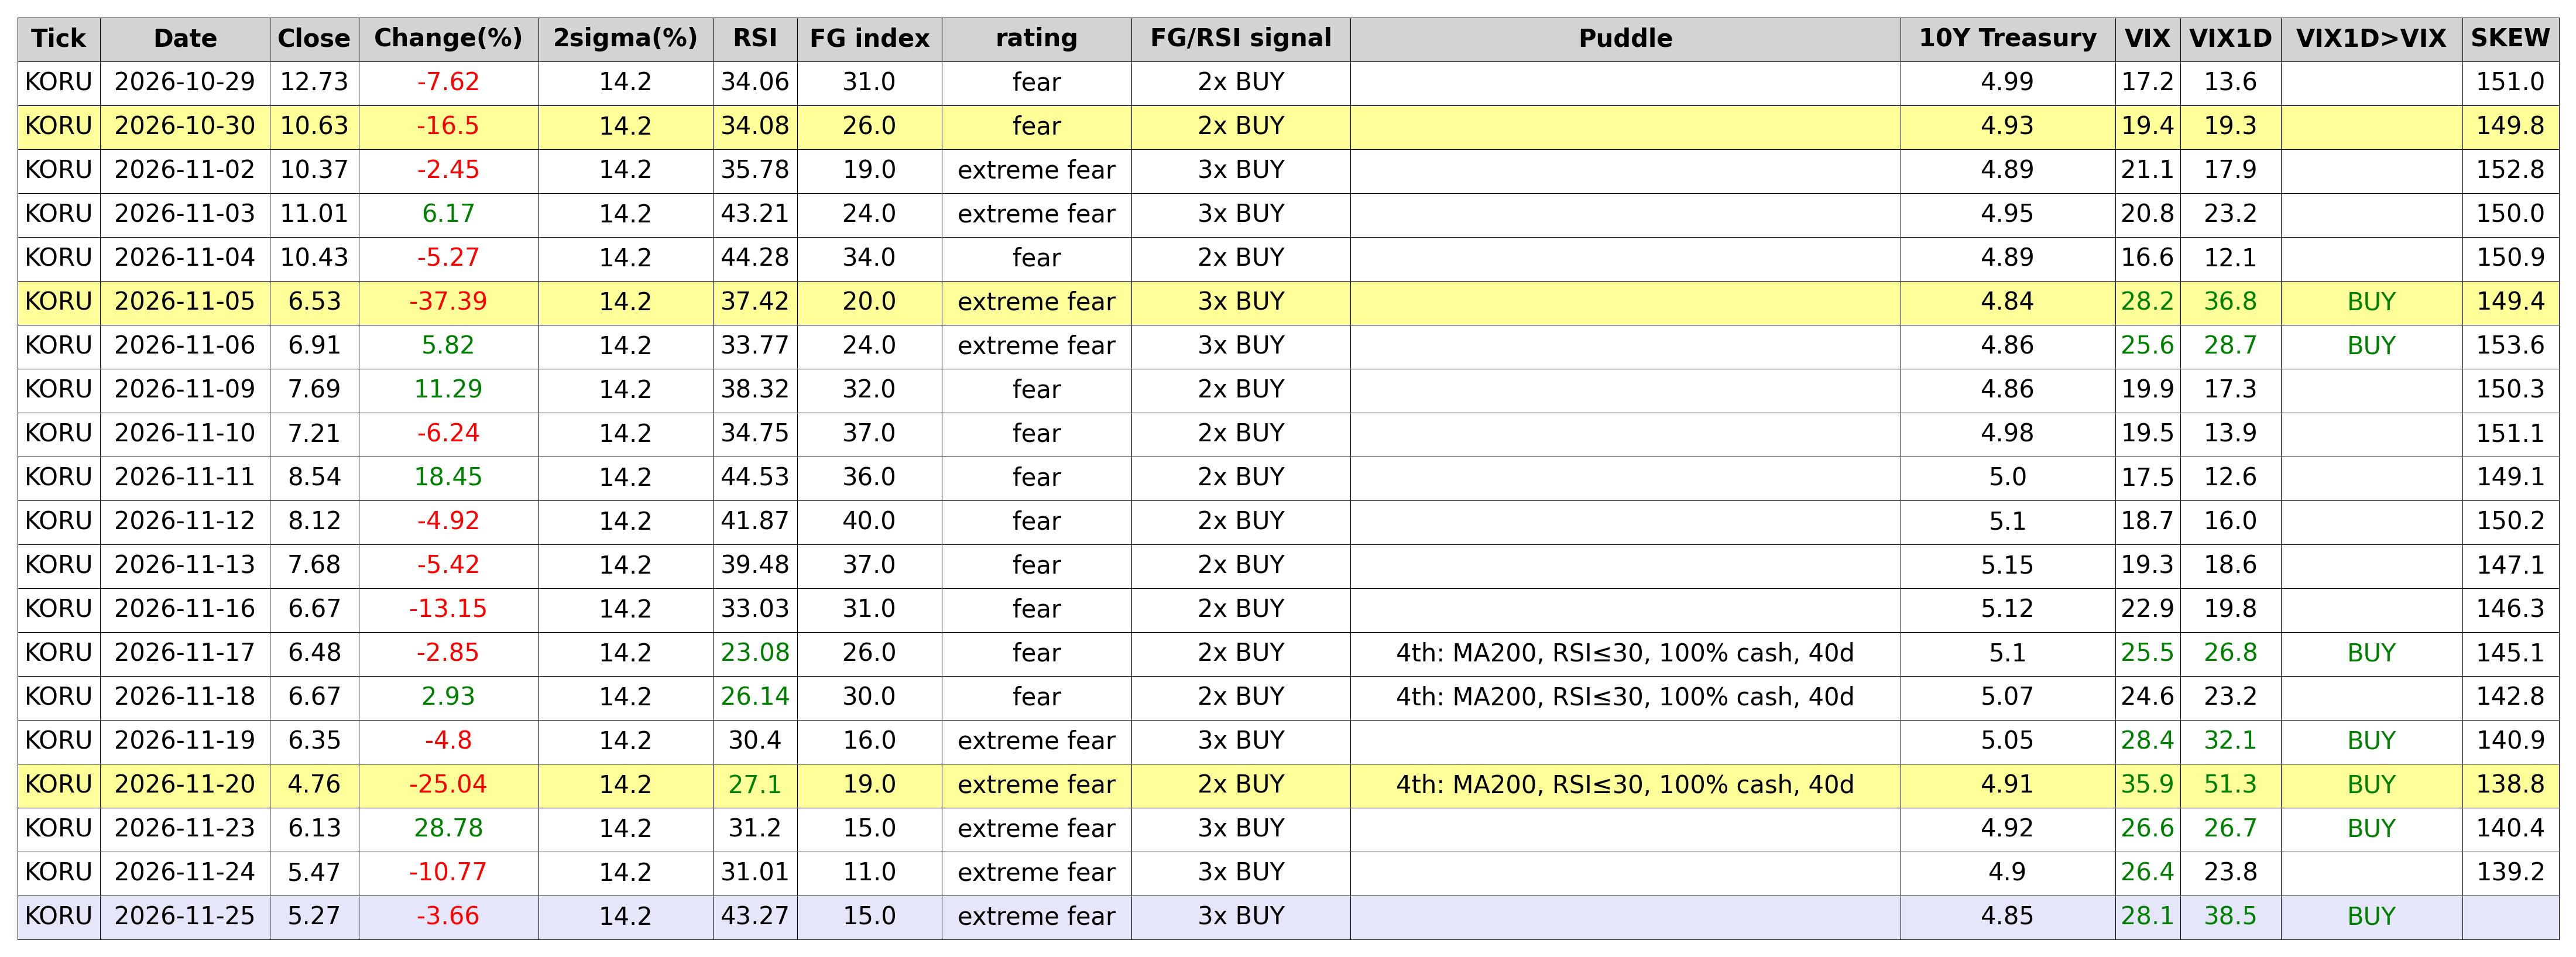 Tick Date Close Change(%) 2sigma(%) RSI FG index rating FG/RSI signal Puddle 10Y Treasury VIX VIX1D VIX1D>VIX SKEW
KORU 2026-10-29 12.73 -7.62 14.2 34.06 31.0 fear 2x BUY 4.99 17.2 13.6 151.0
KORU 2026-10-30 10.63 -16.5 14.2 34.08 26.0 fear 2x BUY 4.93 19.4 19.3 149.8
KORU 2026-11-02 10.37 -2.45 14.2 35.78 19.0 extreme fear 3x BUY 4.89 21.1 17.9 152.8
KORU 2026-11-03 11.01 6.17 14.2 43.21 24.0 extreme fear 3x BUY 4.95 20.8 23.2 150.0
KORU 2026-11-04 10.43 -5.27 14.2 44.28 34.0 fear 2x BUY 4.89 16.6 12.1 150.9
KORU 2026-11-05 6.53 -37.39 14.2 37.42 20.0 extreme fear 3x BUY 4.84 28.2 36.8 BUY 149.4
KORU 2026-11-06 6.91 5.82 14.2 33.77 24.0 extreme fear 3x BUY 4.86 25.6 28.7 BUY 153.6
KORU 2026-11-09 7.69 11.29 14.2 38.32 32.0 fear 2x BUY 4.86 19.9 17.3 150.3
KORU 2026-11-10 7.21 -6.24 14.2 34.75 37.0 fear 2x BUY 4.98 19.5 13.9 151.1
KORU 2026-11-11 8.54 18.45 14.2 44.53 36.0 fear 2x BUY 5.0 17.5 12.6 149.1
KORU 2026-11-12 8.12 -4.92 14.2 41.87 40.0 fear 2x BUY 5.1 18.7 16.0 150.2
KORU 2026-11-13 7.68 -5.42 14.2 39.48 37.0 fear 2x BUY 5.15 19.3 18.6 147.1
KORU 2026-11-16 6.67 -13.15 14.2 33.03 31.0 fear 2x BUY 5.12 22.9 19.8 146.3
KORU 2026-11-17 6.48 -2.85 14.2 23.08 26.0 fear 2x BUY 4th: MA200, RSI≤30, 100% cash, 40d 5.1 25.5 26.8 BUY 145.1
KORU 2026-11-18 6.67 2.93 14.2 26.14 30.0 fear 2x BUY 4th: MA200, RSI≤30, 100% cash, 40d 5.07 24.6 23.2 142.8
KORU 2026-11-19 6.35 -4.8 14.2 30.4 16.0 extreme fear 3x BUY 5.05 28.4 32.1 BUY 140.9
KORU 2026-11-20 4.76 -25.04 14.2 27.1 19.0 extreme fear 2x BUY 4th: MA200, RSI≤30, 100% cash, 40d 4.91 35.9 51.3 BUY 138.8
KORU 2026-11-23 6.13 28.78 14.2 31.2 15.0 extreme fear 3x BUY 4.92 26.6 26.7 BUY 140.4
KORU 2026-11-24 5.47 -10.77 14.2 31.01 11.0 extreme fear 3x BUY 4.9 26.4 23.8 139.2
KORU 2026-11-25 5.27 -3.66 14.2 43.27 15.0 extreme fear 3x BUY 4.85 28.1 38.5 BUY